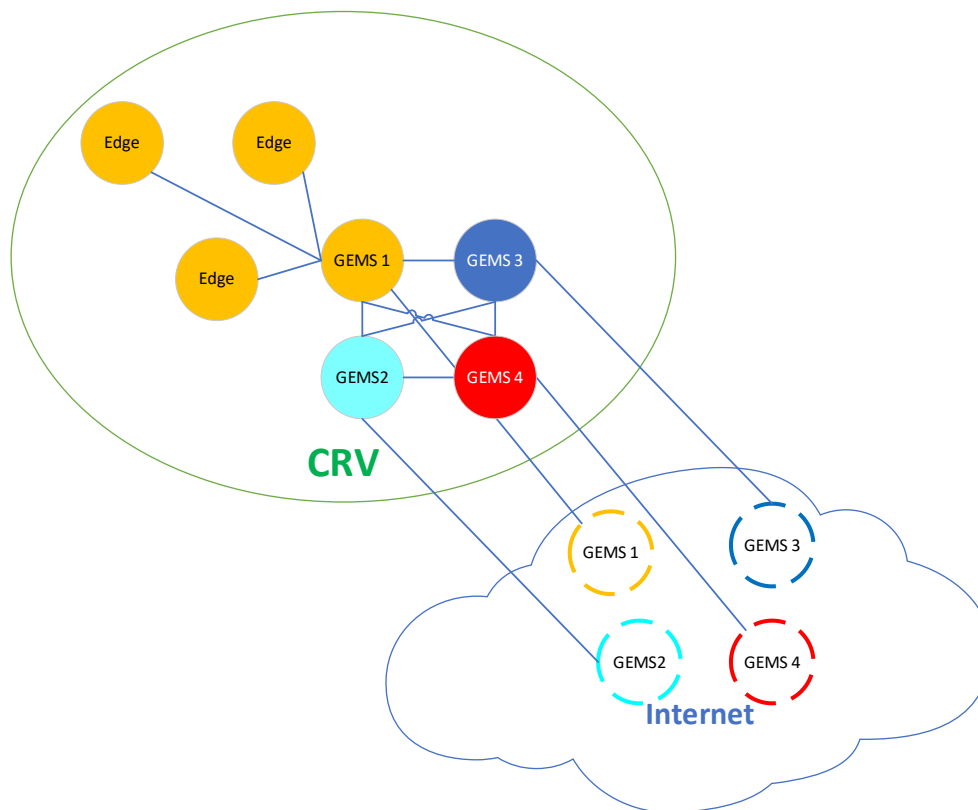 Edge
Edge
Edge
GEMS 1
GEMS 3
GEMS2
GEMS 4
CRV
GEMS 1
GEMS 3
GEMS2
GEMS 4
Internet